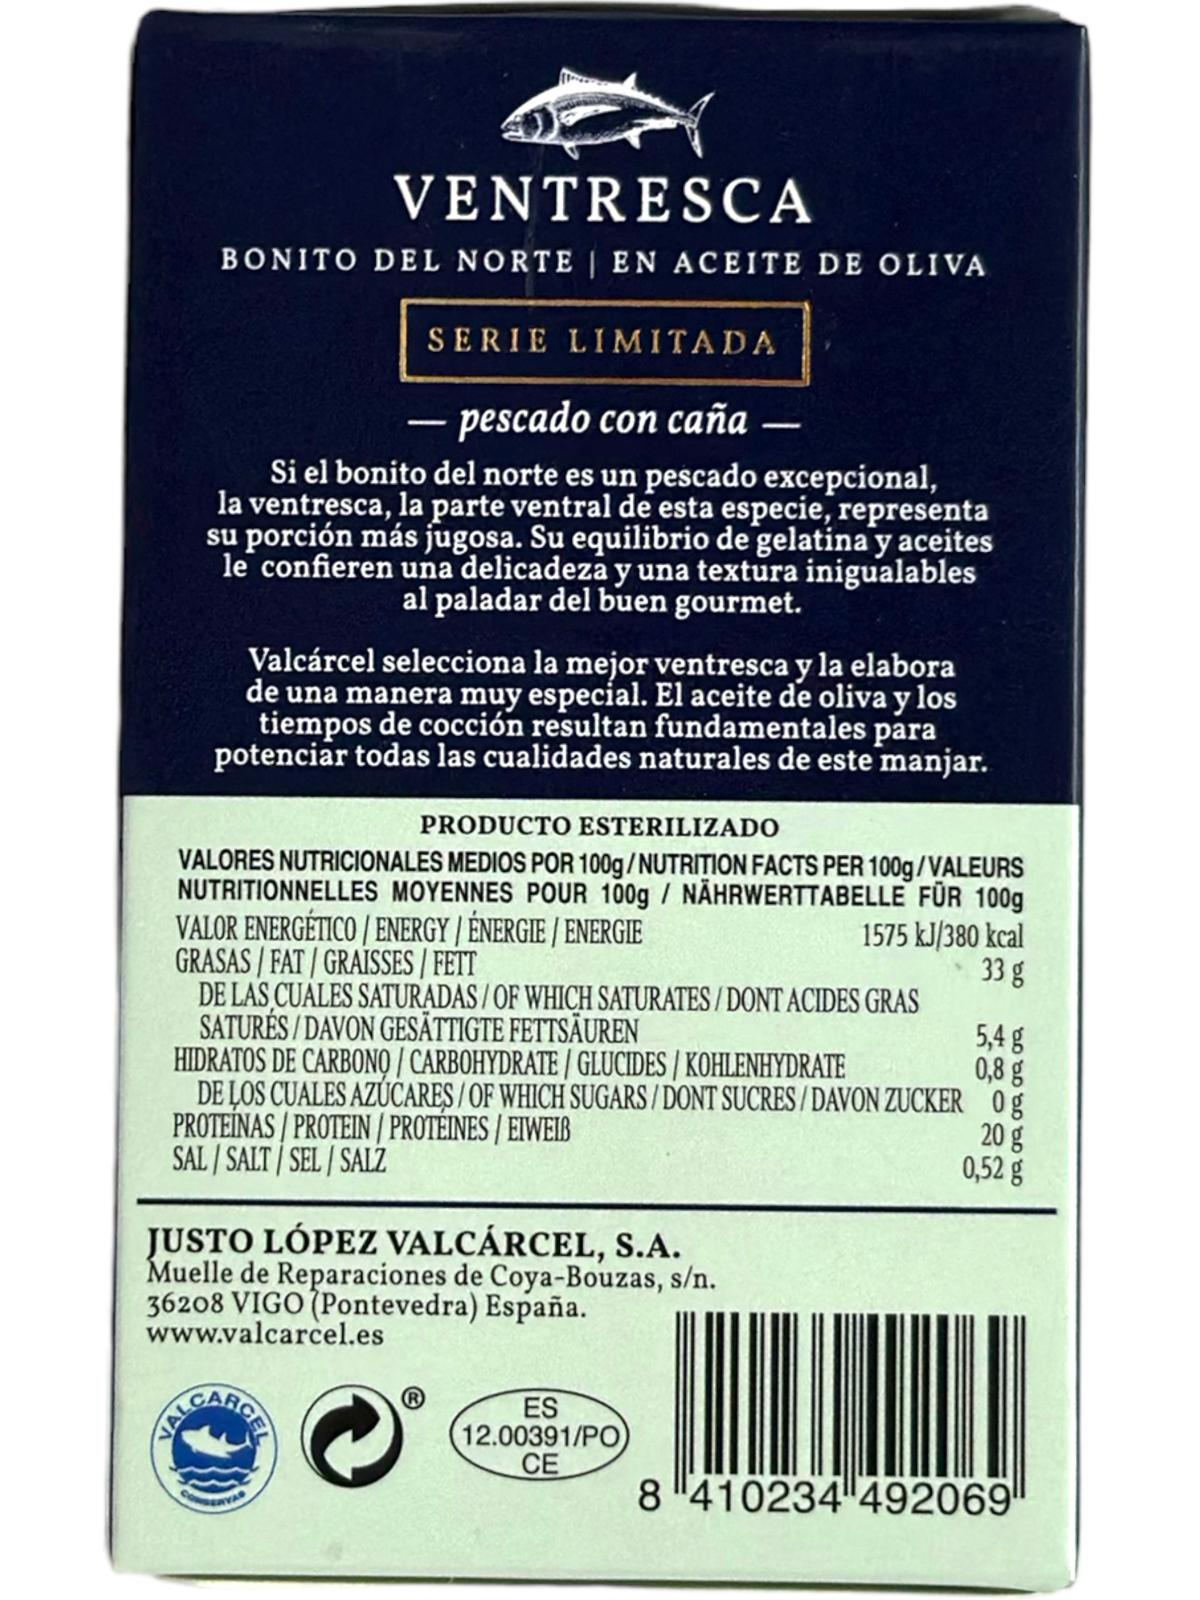 VENTRESCA
BONITO DEL NORTE | EN ACEITE DE OLIVA
SERIE LIMITADA
— pescado con caña —
Si el bonito del norte es un pescado excepcional,
la ventresca, la parte ventral de esta especie, representa
su porción más jugosa. Su equilibrio de gelatina y aceites
le confieren una delicadeza y una textura inigualables
al paladar del buen gourmet.
Valcárcel selecciona la mejor ventresca y la elabora
de una manera muy especial. El aceite de oliva y los
tiempos de cocción resultan fundamentales para
potenciar todas las cualidades naturales de este manjar.
PRODUCTO ESTERILIZADO
VALORES NUTRICIONALES MEDIOS POR 100g / NUTRITION FACTS PER 100g / VALEURS
NUTRITIONNELLES MOYENNES POUR 100g / NÄHRWERTTABELLE FÜR 100g
VALOR ENERGÉTICO / ENERGY / ÉNERGIE / ENERGIE 1575 kJ/380 kcal
GRASAS / FAT / GRAISSES / FETT 33 g
DE LAS CUALES SATURADAS / OF WHICH SATURATES / DONT ACIDES GRAS
SATURÉS / DAVON GESÄTTIGTE FETTSÄUREN 5,4 g
HIDRATOS DE CARBONO / CARBOHYDRATE / GLUCIDES / KOHLENHYDRATE 0,8 g
DE LOS CUALES AZÚCARES / OF WHICH SUGARS / DONT SUCRES / DAVON ZUCKER 0 g
PROTEÍNAS / PROTEIN / PROTÉINES / EIWEIß 20 g
SAL / SALT / SEL / SALZ 0,52 g
JUSTO LÓPEZ VALCÁRCEL, S.A.
Muelle de Reparaciones de Coya-Bouzas, s/n.
36208 VIGO (Pontevedra) España.
www.valcarcel.es
VALCARCEL
CONSERVAS
®
ES
12.00391/PO
CE
8 410234 492069